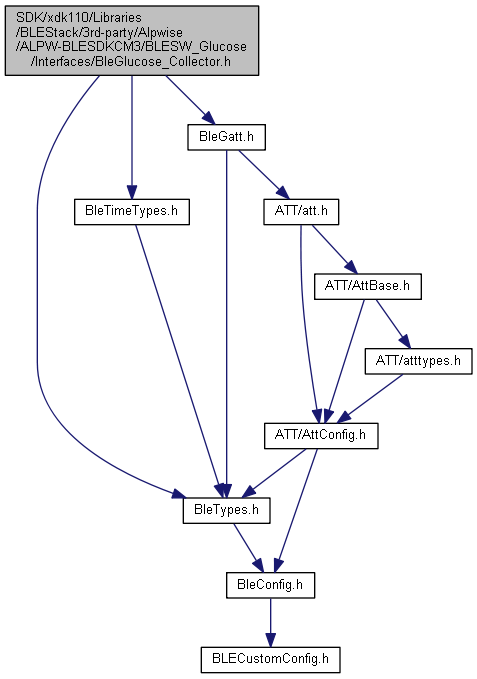 SDK/xdk110/Libraries
/BLEStack/3rd-party/Alpwise
/ALPW-BLESDKCM3/BLESW_Glucose
/Interfaces/BleGlucose_Collector.h
BleGatt.h
BleTimeTypes.h
ATT/att.h
ATT/AttBase.h
ATT/atttypes.h
ATT/AttConfig.h
BleTypes.h
BleConfig.h
BLECustomConfig.h